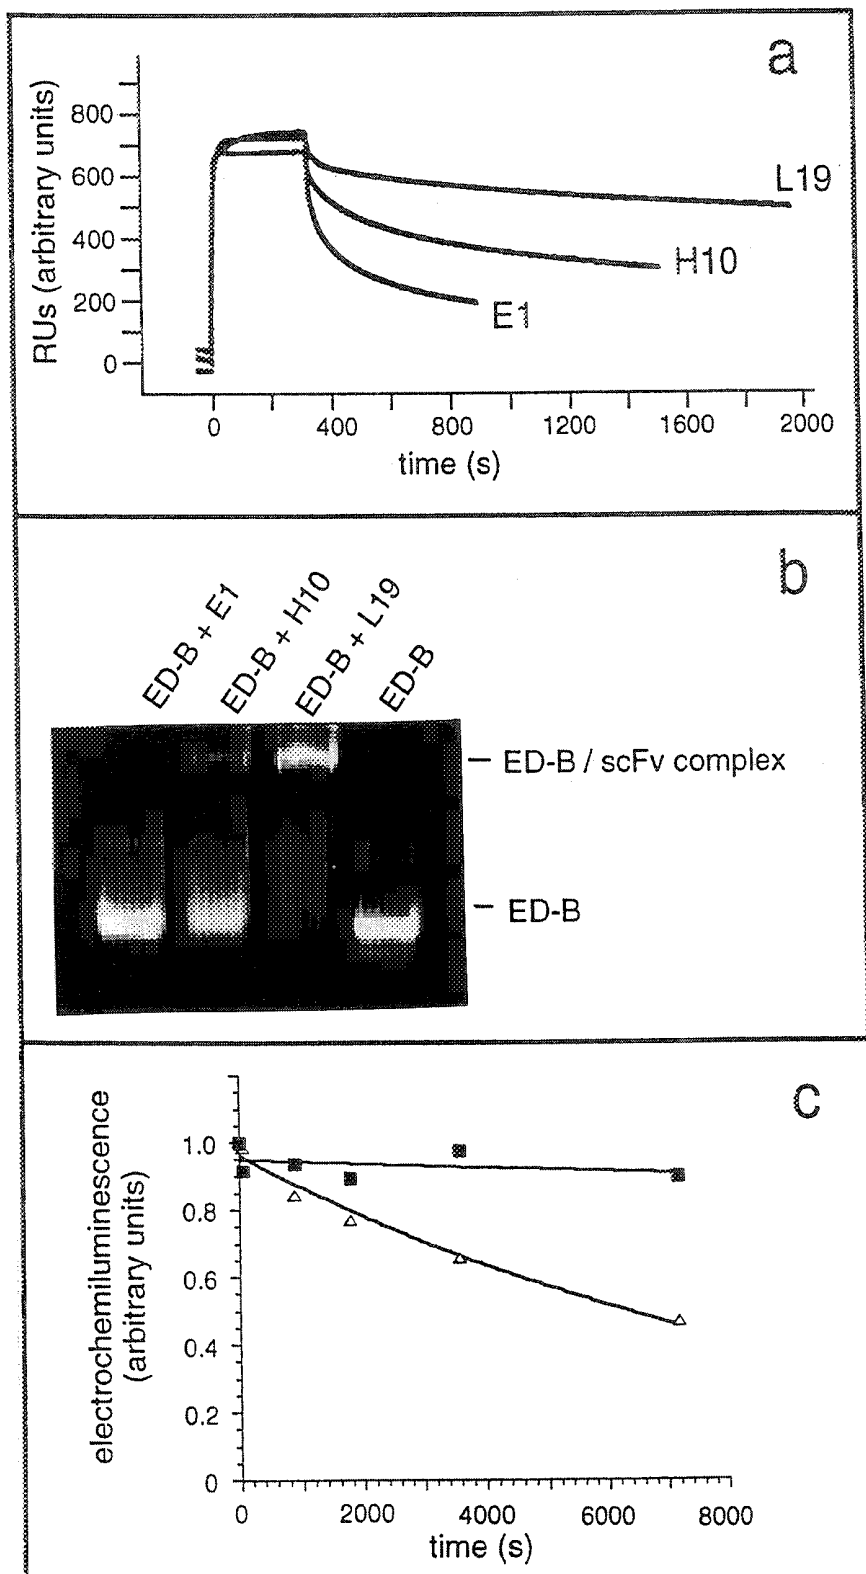 a
RUs (arbitrary units)
800
600
400
200
0
L19
H10
E1
0 400 800 1200 1600 2000
time (s)
b
ED-B + E1
ED-B + H10
ED-B + L19
ED-B
ED-B / scFv complex
ED-B
c
electrochemiluminescence
(arbitrary units)
1.0
0.8
0.6
0.4
0.2
0
0 2000 4000 6000 8000
time (s)